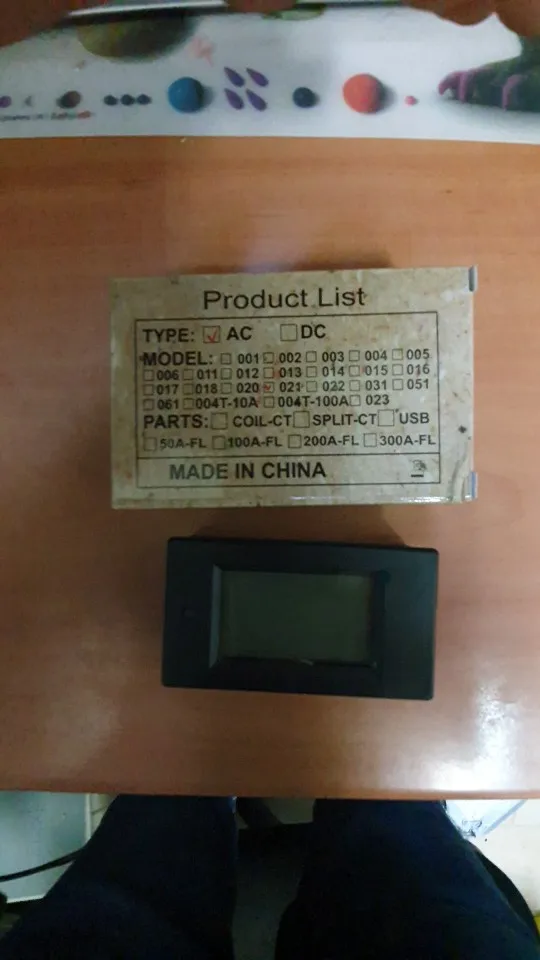 Product List
TYPE: ☑ AC ☐ DC
MODEL: ☐ 001 ☐ 002 ☐ 003 ☐ 004 ☐ 005
☐ 006 ☐ 011 ☐ 012 ☐ 013 ☐ 014 ☐ 015 ☐ 016
☐ 017 ☐ 018 ☐ 020 ☑ 021 ☐ 022 ☐ 031 ☐ 051
☐ 061 ☐ 004T-10A ☐ 004T-100A ☐ 023
PARTS: ☐ COIL-CT ☐ SPLIT-CT ☐ USB
☐ 50A-FL ☐ 100A-FL ☐ 200A-FL ☐ 300A-FL
MADE IN CHINA